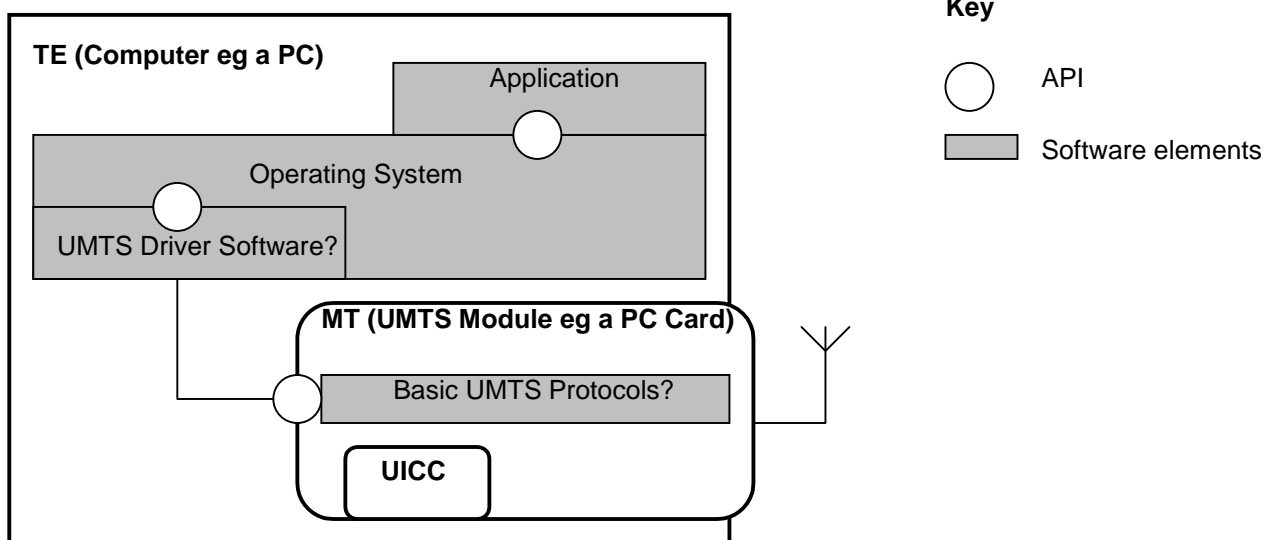 Key
TE (Computer eg a PC)
Application
API
Operating System
Software elements
UMTS Driver Software?
MT (UMTS Module eg a PC Card)
Basic UMTS Protocols?
UICC